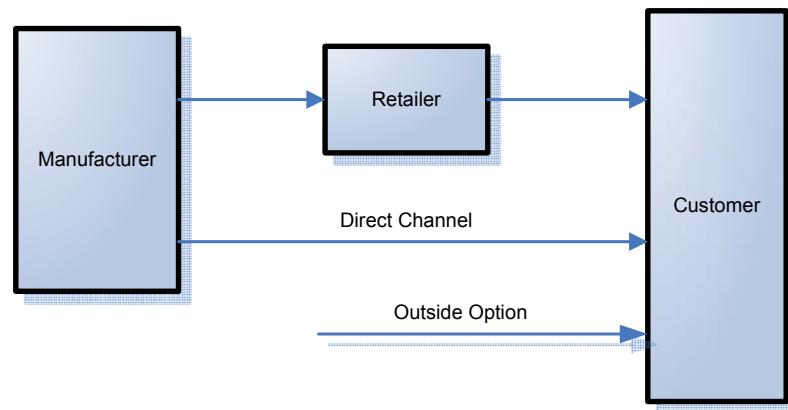 Retailer
Manufacturer
Customer
Direct Channel
Outside Option